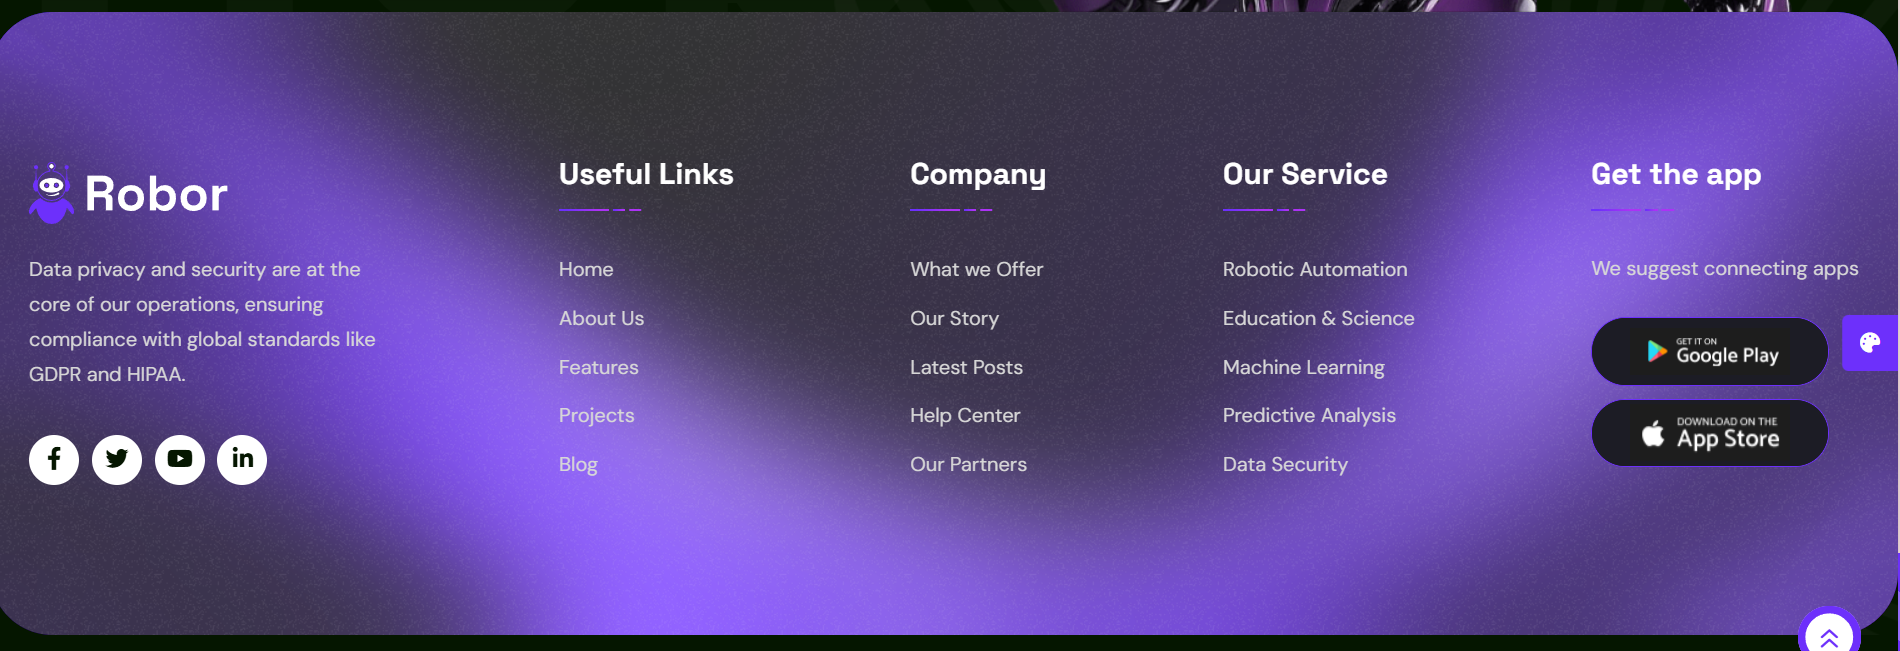 Robor
Data privacy and security are at the
core of our operations, ensuring
compliance with global standards like
GDPR and HIPAA.
Useful Links
Home
About Us
Features
Projects
Blog
Company
What we Offer
Our Story
Latest Posts
Help Center
Our Partners
Our Service
Robotic Automation
Education & Science
Machine Learning
Predictive Analysis
Data Security
Get the app
We suggest connecting apps
GET IT ON
Google Play
DOWNLOAD ON THE
App Store